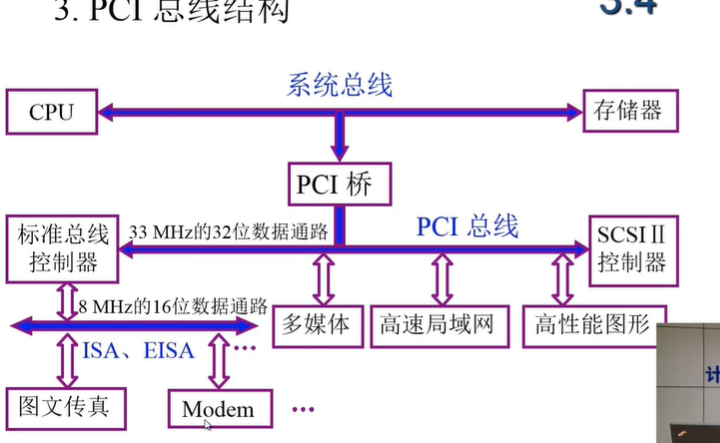 3. PCI 总线结构
3.4
系统总线
CPU
存储器
PCI 桥
标准总线
控制器
33 MHz的32位数据通路
PCI 总线
SCSI Ⅱ
控制器
8 MHz的16位数据通路
多媒体
高速局域网
高性能图形
ISA、EISA
...
图文传真
Modem
...
计